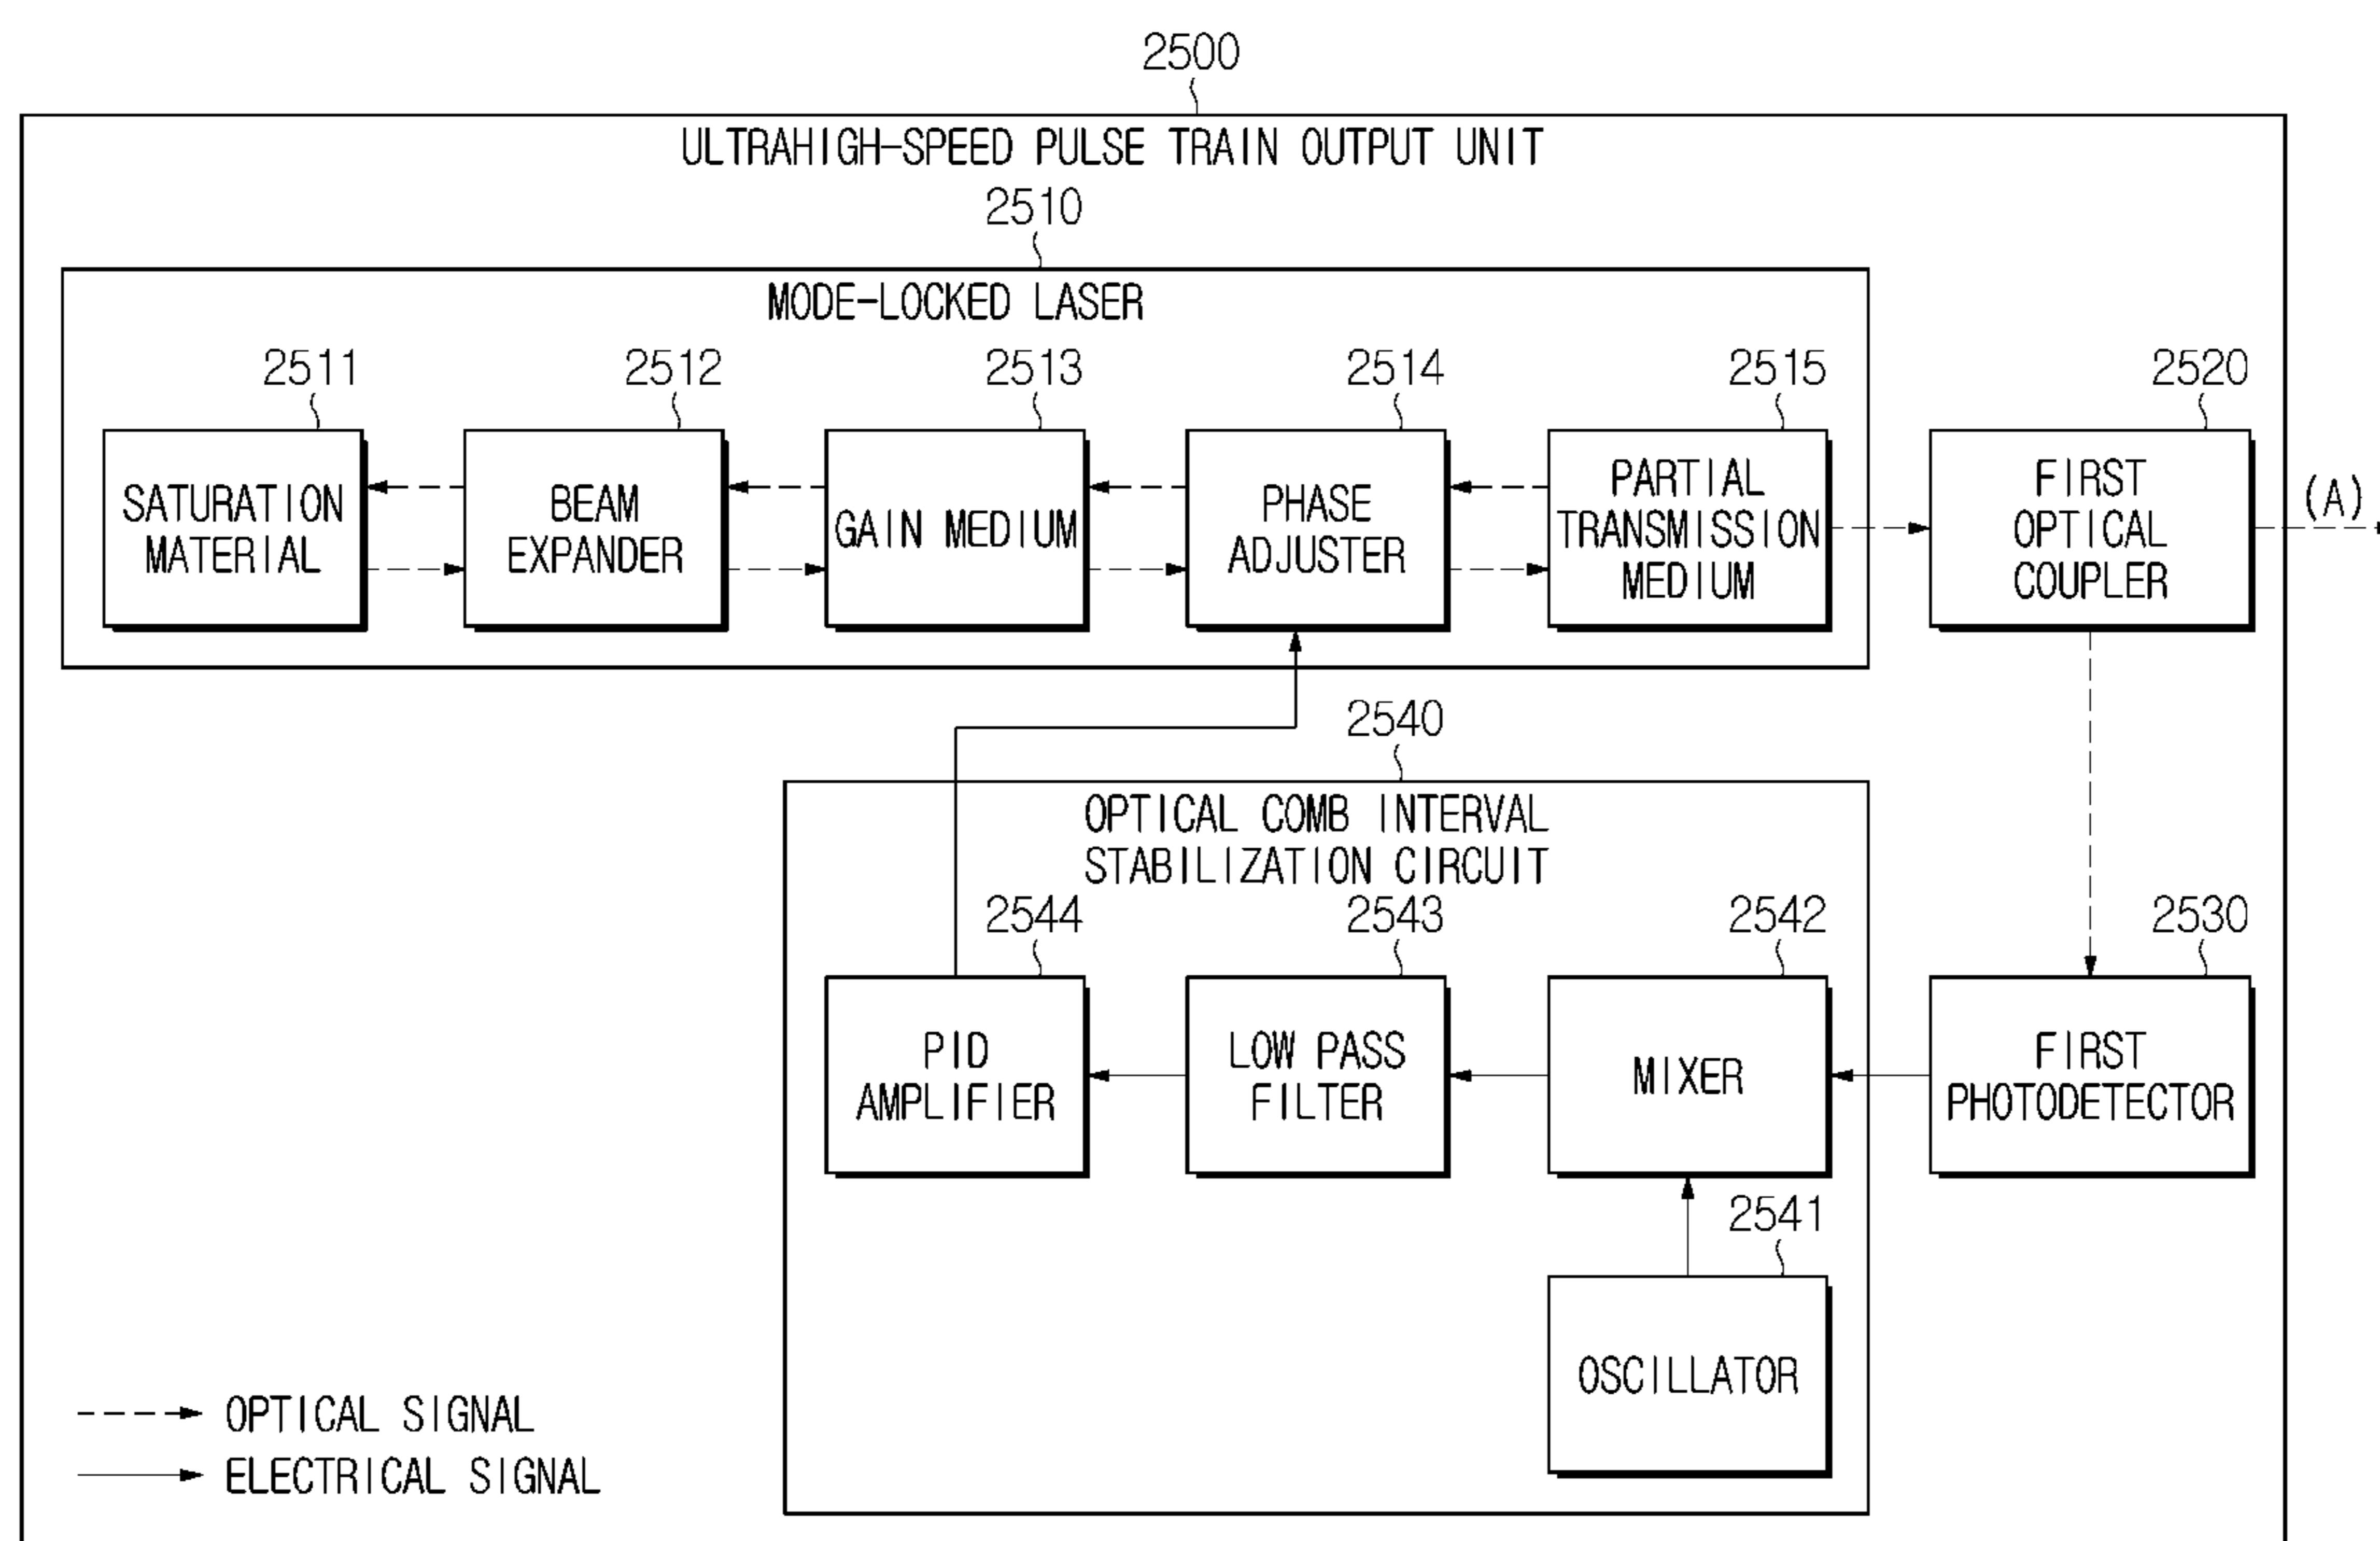 2500
ULTRAHIGH-SPEED PULSE TRAIN OUTPUT UNIT
2510
MODE-LOCKED LASER
2511
2512
2513
2514
2515
2520
SATURATION
MATERIAL
BEAM
EXPANDER
GAIN MEDIUM
PHASE
ADJUSTER
PARTIAL
TRANSMISSION
MEDIUM
FIRST
OPTICAL
COUPLER
(A)
2540
OPTICAL COMB INTERVAL
STABILIZATION CIRCUIT
2544
2543
2542
2530
PID
AMPLIFIER
LOW PASS
FILTER
MIXER
FIRST
PHOTODETECTOR
2541
OSCILLATOR
OPTICAL SIGNAL
ELECTRICAL SIGNAL